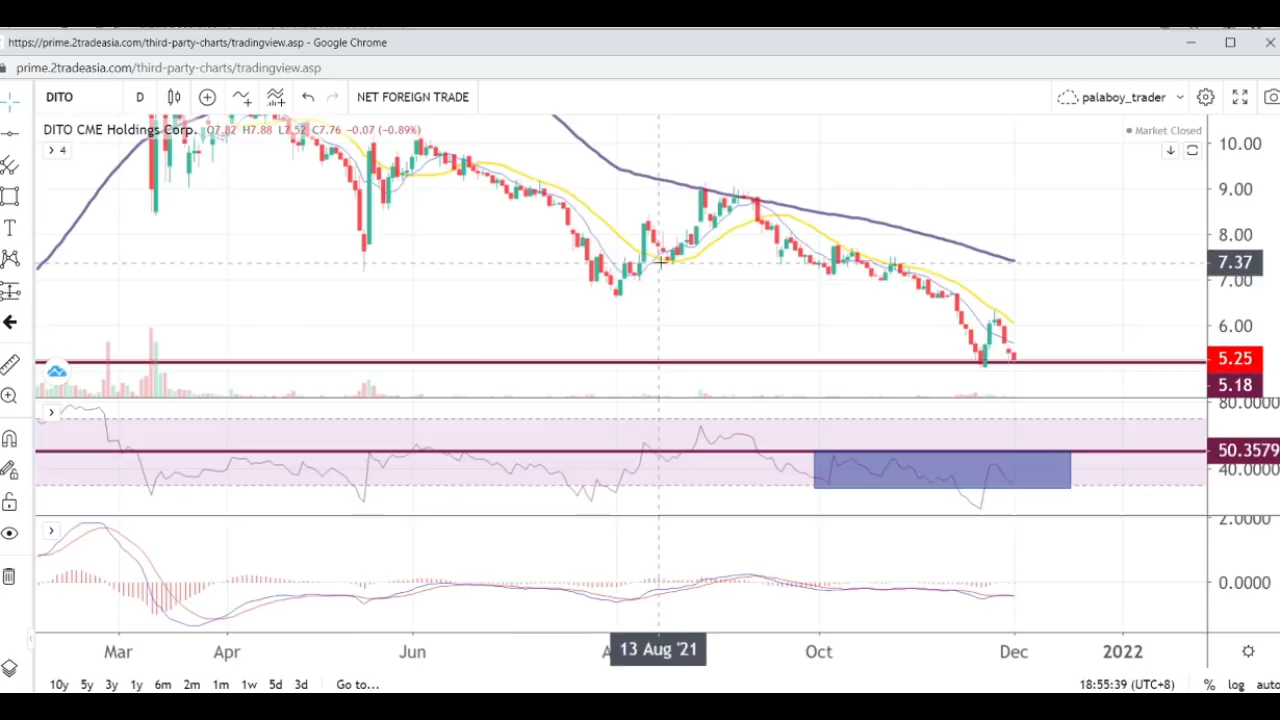 https://prime.2tradeasia.com/third-party-charts/tradingview.asp - Google Chrome
prime.2tradeasia.com/third-party-charts/tradingview.asp
DITO D NET FOREIGN TRADE palaboy_trader
DITO CME Holdings Corp. O7.82 H7.88 L7.52 C7.76 −0.07 (−0.89%)
Market Closed
4
10.00
9.00
8.00
7.37
7.00
6.00
5.25
5.18
80.0000
50.3579
40.0000
2.0000
0.0000
Mar Apr Jun 13 Aug '21 Oct Dec 2022
10y 5y 3y 1y 6m 2m 1m 1w 5d 3d Go to... 18:55:39 (UTC+8) % log auto